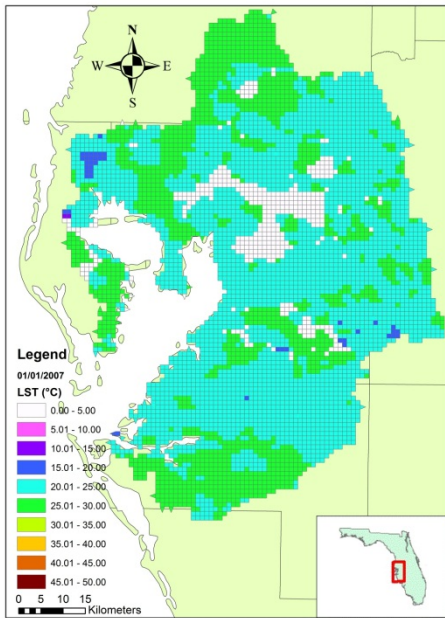 N
W E
S
Legend
01/01/2007
LST (°C)
0.00 - 5.00
5.01 - 10.00
10.01 - 15.00
15.01 - 20.00
20.01 - 25.00
25.01 - 30.00
30.01 - 35.00
35.01 - 40.00
40.01 - 45.00
45.01 - 50.00
0 5 10 15
Kilometers